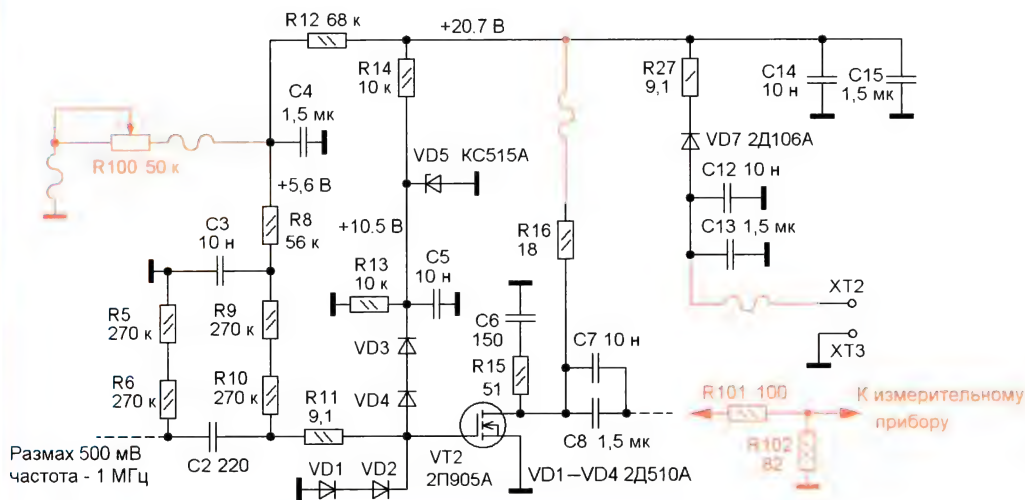 R12 68 к
+20.7 В
R14
10 к
R27
9,1
C14
10 н
C15
1,5 мк
C4
1,5 мк
R100 50 к
VD5 КС515А
VD7 2Д106А
+5,6 В
C12 10 н
R8
56 к
C3
10 н
+10.5 В
R16
18
C13 1,5 мк
R13
10 к
C5
10 н
XT2
R5
270 к
R9
270 к
C6
150
C7 10 н
XT3
VD3
R6
270 к
R10
270 к
VD4
R15
51
R11
9,1
R101 100
К измерительному
прибору
R102
82
Размах 500 мВ
частота - 1 МГц
C2 220
VD1
VD2
VT2
2П905А
C8 1,5 мк
VD1–VD4 2Д510А